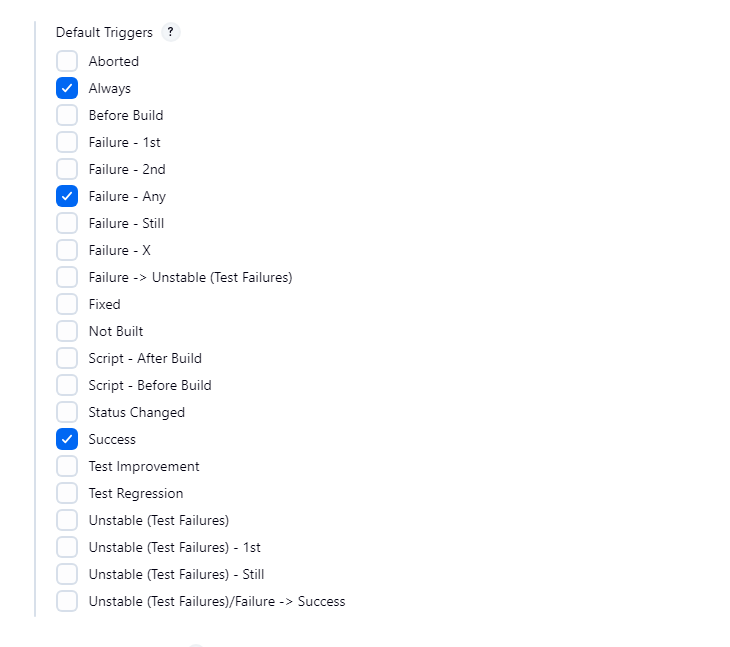 Default Triggers ?
Aborted
Always
Before Build
Failure - 1st
Failure - 2nd
Failure - Any
Failure - Still
Failure - X
Failure -> Unstable (Test Failures)
Fixed
Not Built
Script - After Build
Script - Before Build
Status Changed
Success
Test Improvement
Test Regression
Unstable (Test Failures)
Unstable (Test Failures) - 1st
Unstable (Test Failures) - Still
Unstable (Test Failures)/Failure -> Success